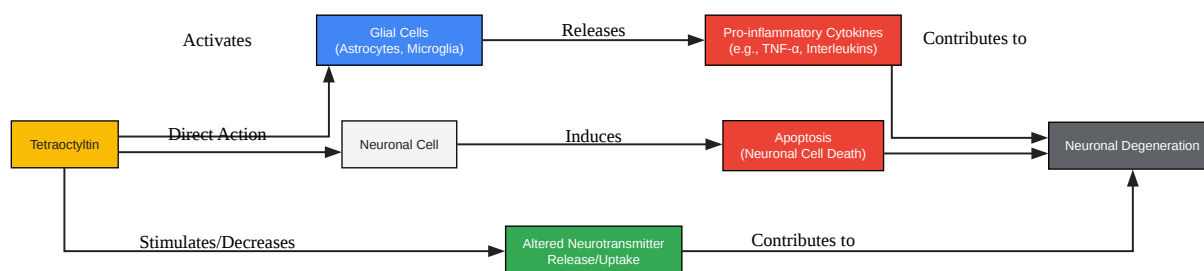 Activates
Glial Cells
(Astrocytes, Microglia)
Releases
Pro-inflammatory Cytokines
(e.g., TNF-α, Interleukins)
Contributes to
Tetraoctyltin
Direct Action
Neuronal Cell
Induces
Apoptosis
(Neuronal Cell Death)
Neuronal Degeneration
Stimulates/Decreases
Altered Neurotransmitter
Release/Uptake
Contributes to